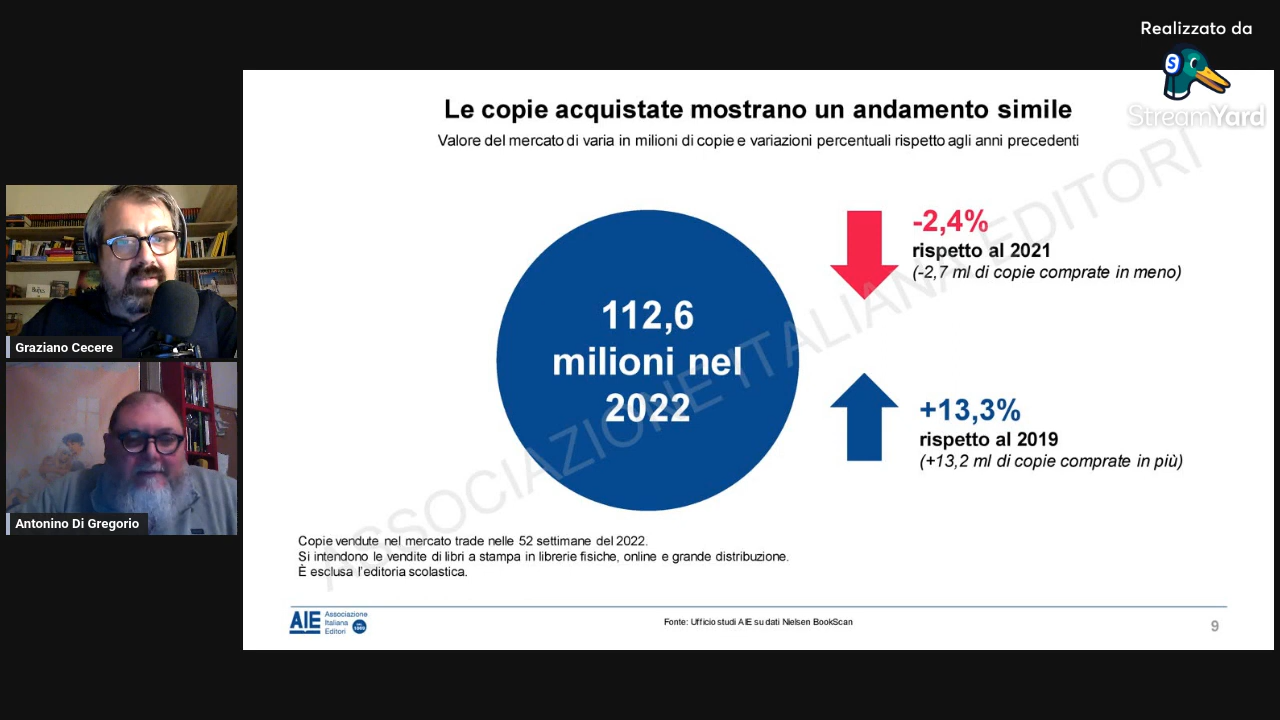 Realizzato da
StreamYard
Le copie acquistate mostrano un andamento simile
Valore del mercato di varia in milioni di copie e variazioni percentuali rispetto agli anni precedenti
112,6
milioni nel
2022
-2,4%
rispetto al 2021
(-2,7 ml di copie comprate in meno)
+13,3%
rispetto al 2019
(+13,2 ml di copie comprate in più)
ASSOCIAZIONE ITALIANA EDITORI
Graziano Cecere
Antonino Di Gregorio
Copie vendute nel mercato trade nelle 52 settimane del 2022.
Si intendono le vendite di libri a stampa in librerie fisiche, online e grande distribuzione.
È esclusa l'editoria scolastica.
AIE
Associazione
Italiana
Editori
Fonte: Ufficio studi AIE su dati Nielsen BookScan
9